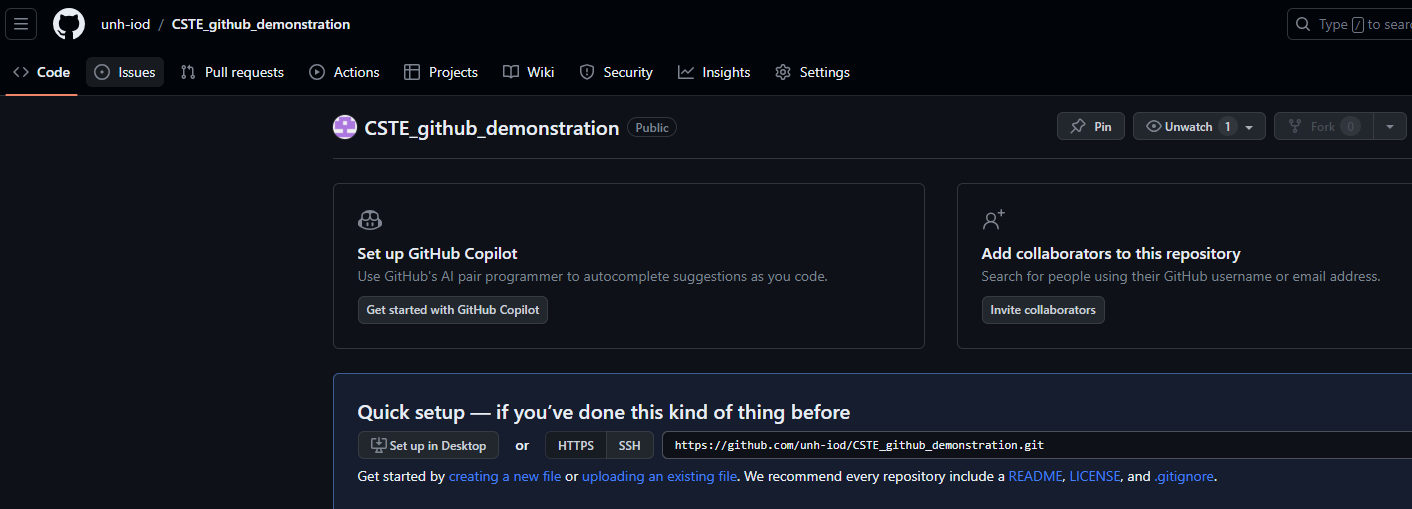 unh-iod / CSTE_github_demonstration
Type / to sear
Code Issues Pull requests Actions Projects Wiki Security Insights Settings
CSTE_github_demonstration Public
Pin Unwatch 1 Fork 0
Set up GitHub Copilot
Use GitHub's AI pair programmer to autocomplete suggestions as you code.
Get started with GitHub Copilot
Add collaborators to this repository
Search for people using their GitHub username or email address.
Invite collaborators
Quick setup — if you’ve done this kind of thing before
Set up in Desktop or HTTPS SSH https://github.com/unh-iod/CSTE_github_demonstration.git
Get started by creating a new file or uploading an existing file. We recommend every repository include a README, LICENSE, and .gitignore.